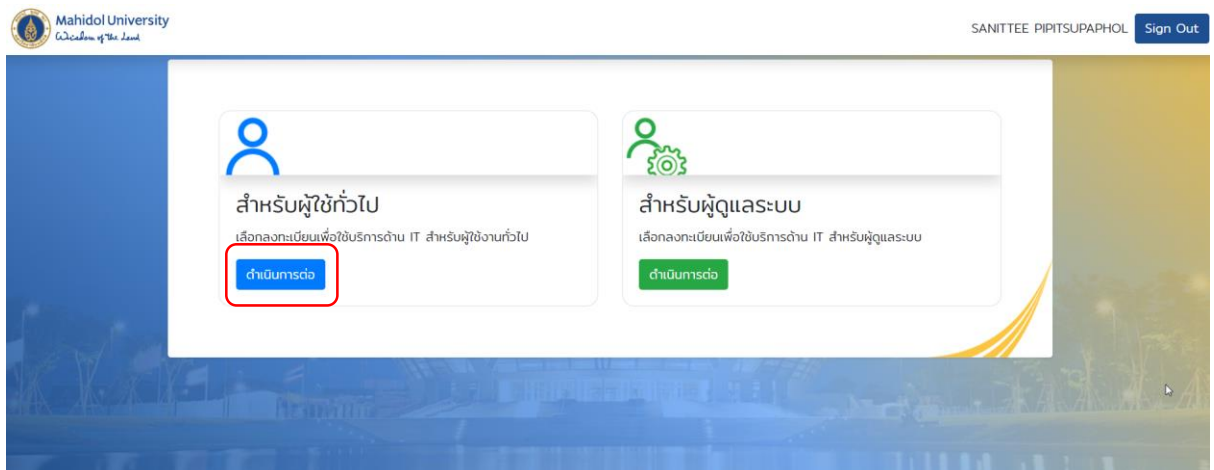 Mahidol University
Wisdom of the Land
SANITTEE PIPITSUPAPHOL
Sign Out
สำหรับผู้ใช้ทั่วไป
เลือกลงทะเบียนเพื่อใช้บริการด้าน IT สำหรับผู้ใช้งานทั่วไป
ดำเนินการต่อ
สำหรับผู้ดูแลระบบ
เลือกลงทะเบียนเพื่อใช้บริการด้าน IT สำหรับผู้ดูแลระบบ
ดำเนินการต่อ